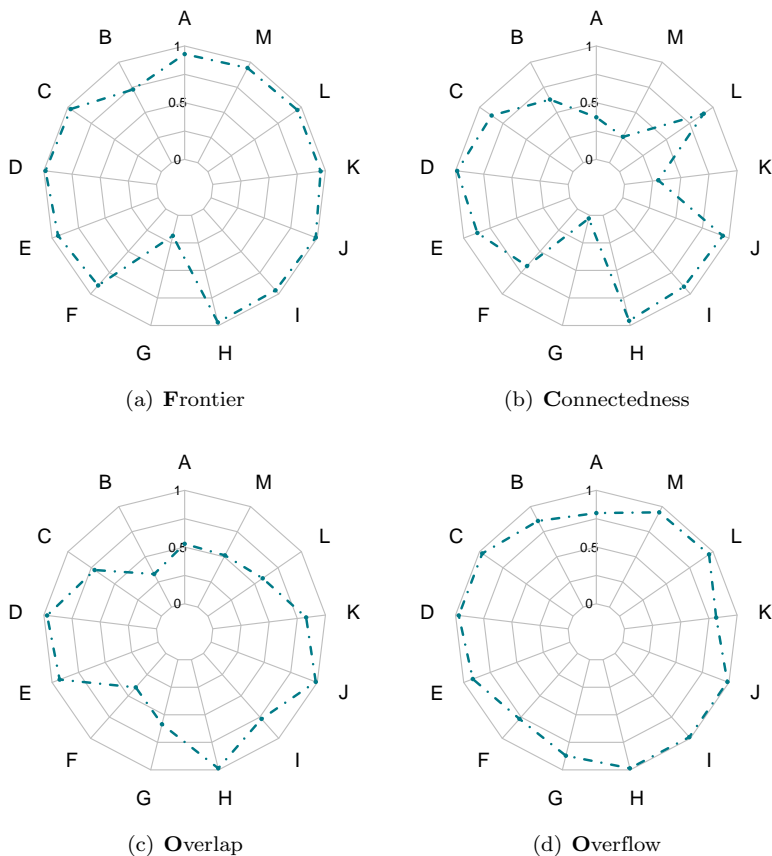 A
B M
1
C L
0.5
D 0 K
E J
F I
G H
(a) Frontier
A
B M
1
C L
0.5
D 0 K
E J
F I
G H
(b) Connectedness
A
B M
1
C L
0.5
D 0 K
E J
F I
G H
(c) Overlap
A
B M
1
C L
0.5
D 0 K
E J
F I
G H
(d) Overflow